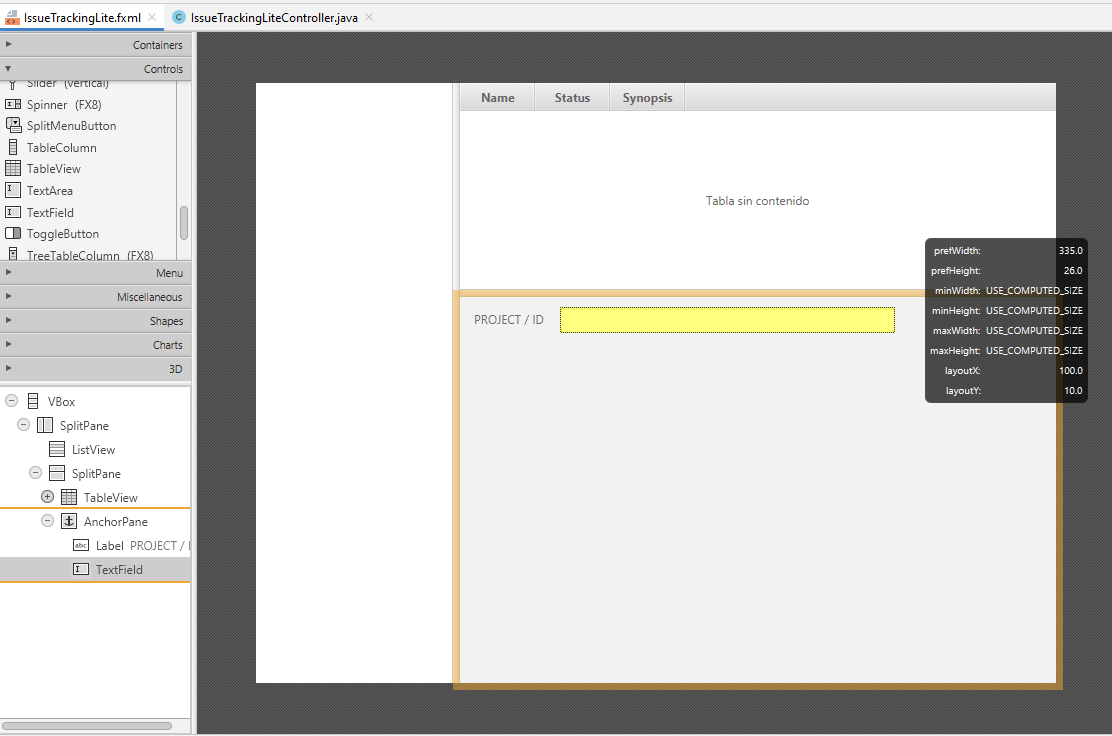 IssueTrackingLite.fxml
IssueTrackingLiteController.java
Containers
Controls
Slider (vertical)
Spinner (FX8)
SplitMenuButton
TableColumn
TableView
TextArea
TextField
ToggleButton
TreeTableColumn (FX8)
Menu
Miscellaneous
Shapes
Charts
3D
VBox
SplitPane
ListView
SplitPane
TableView
AnchorPane
abc Label PROJECT / I
TextField
Name Status Synopsis
Tabla sin contenido
PROJECT / ID
prefWidth: 335.0
prefHeight: 26.0
minWidth: USE_COMPUTED_SIZE
minHeight: USE_COMPUTED_SIZE
maxWidth: USE_COMPUTED_SIZE
maxHeight: USE_COMPUTED_SIZE
layoutX: 100.0
layoutY: 10.0